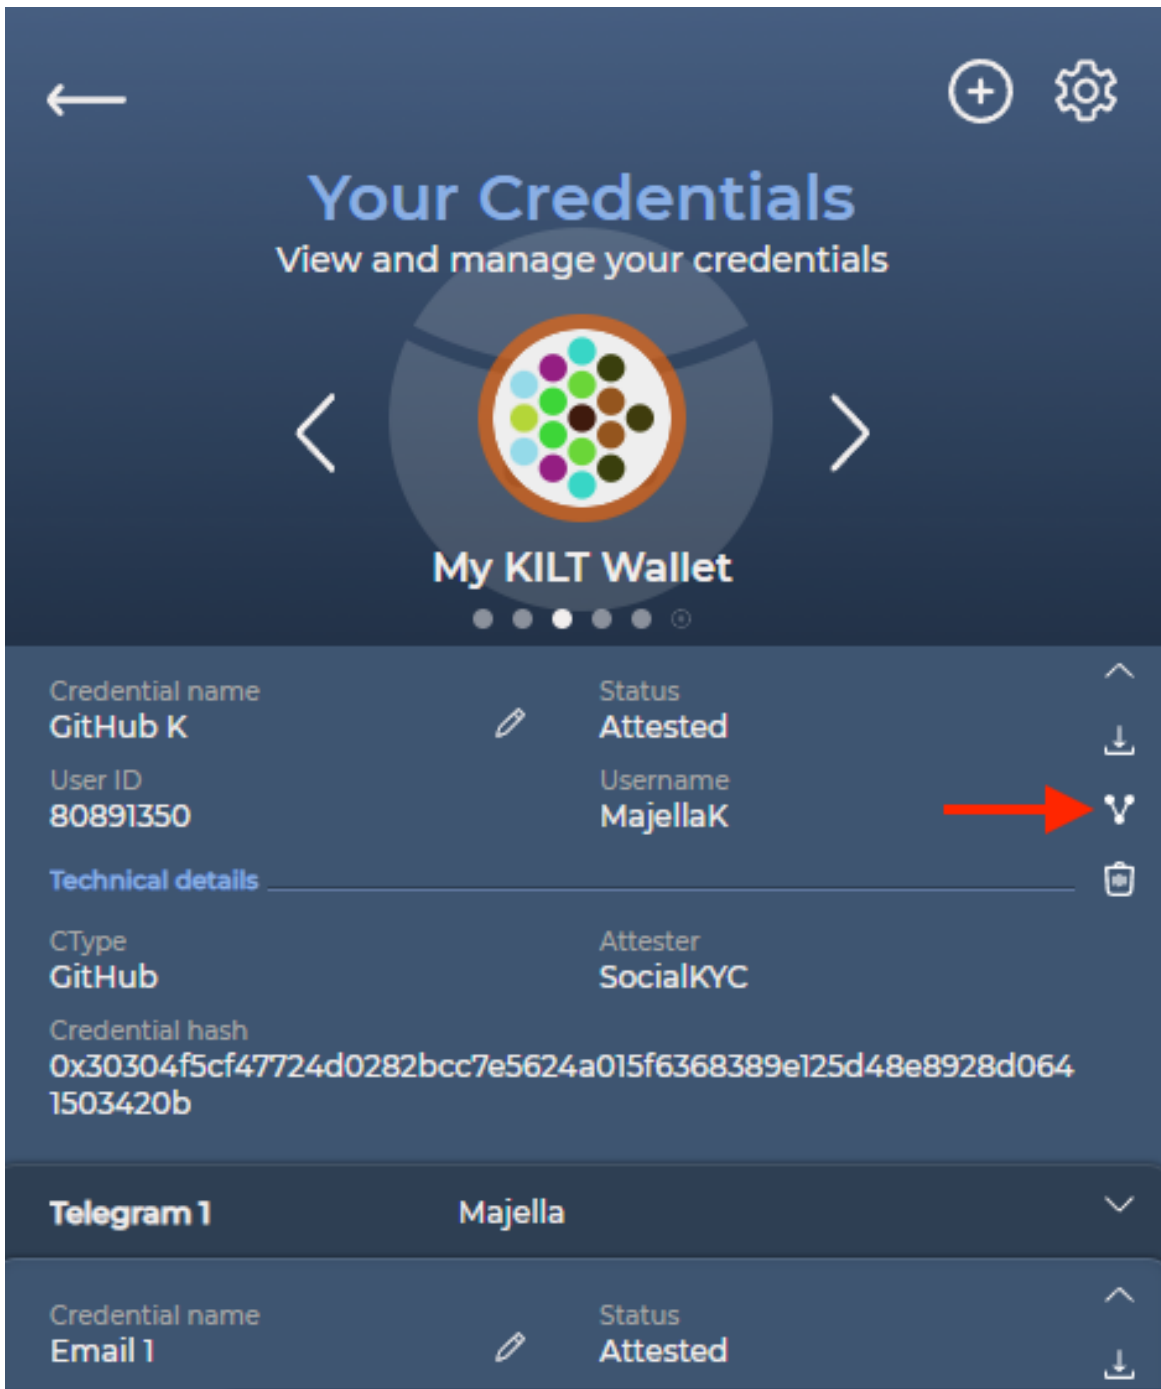 Your Credentials
View and manage your credentials
My KILT Wallet
Credential name
Status
GitHub K
Attested
User ID
Username
80891350
MajellaK
Technical details
CType
Attester
GitHub
SocialKYC
Credential hash
0x30304f5cf47724d0282bcc7e5624a015f6368389e125d48e8928d064
1503420b
Telegram 1 Majella
Credential name
Status
Email 1
Attested